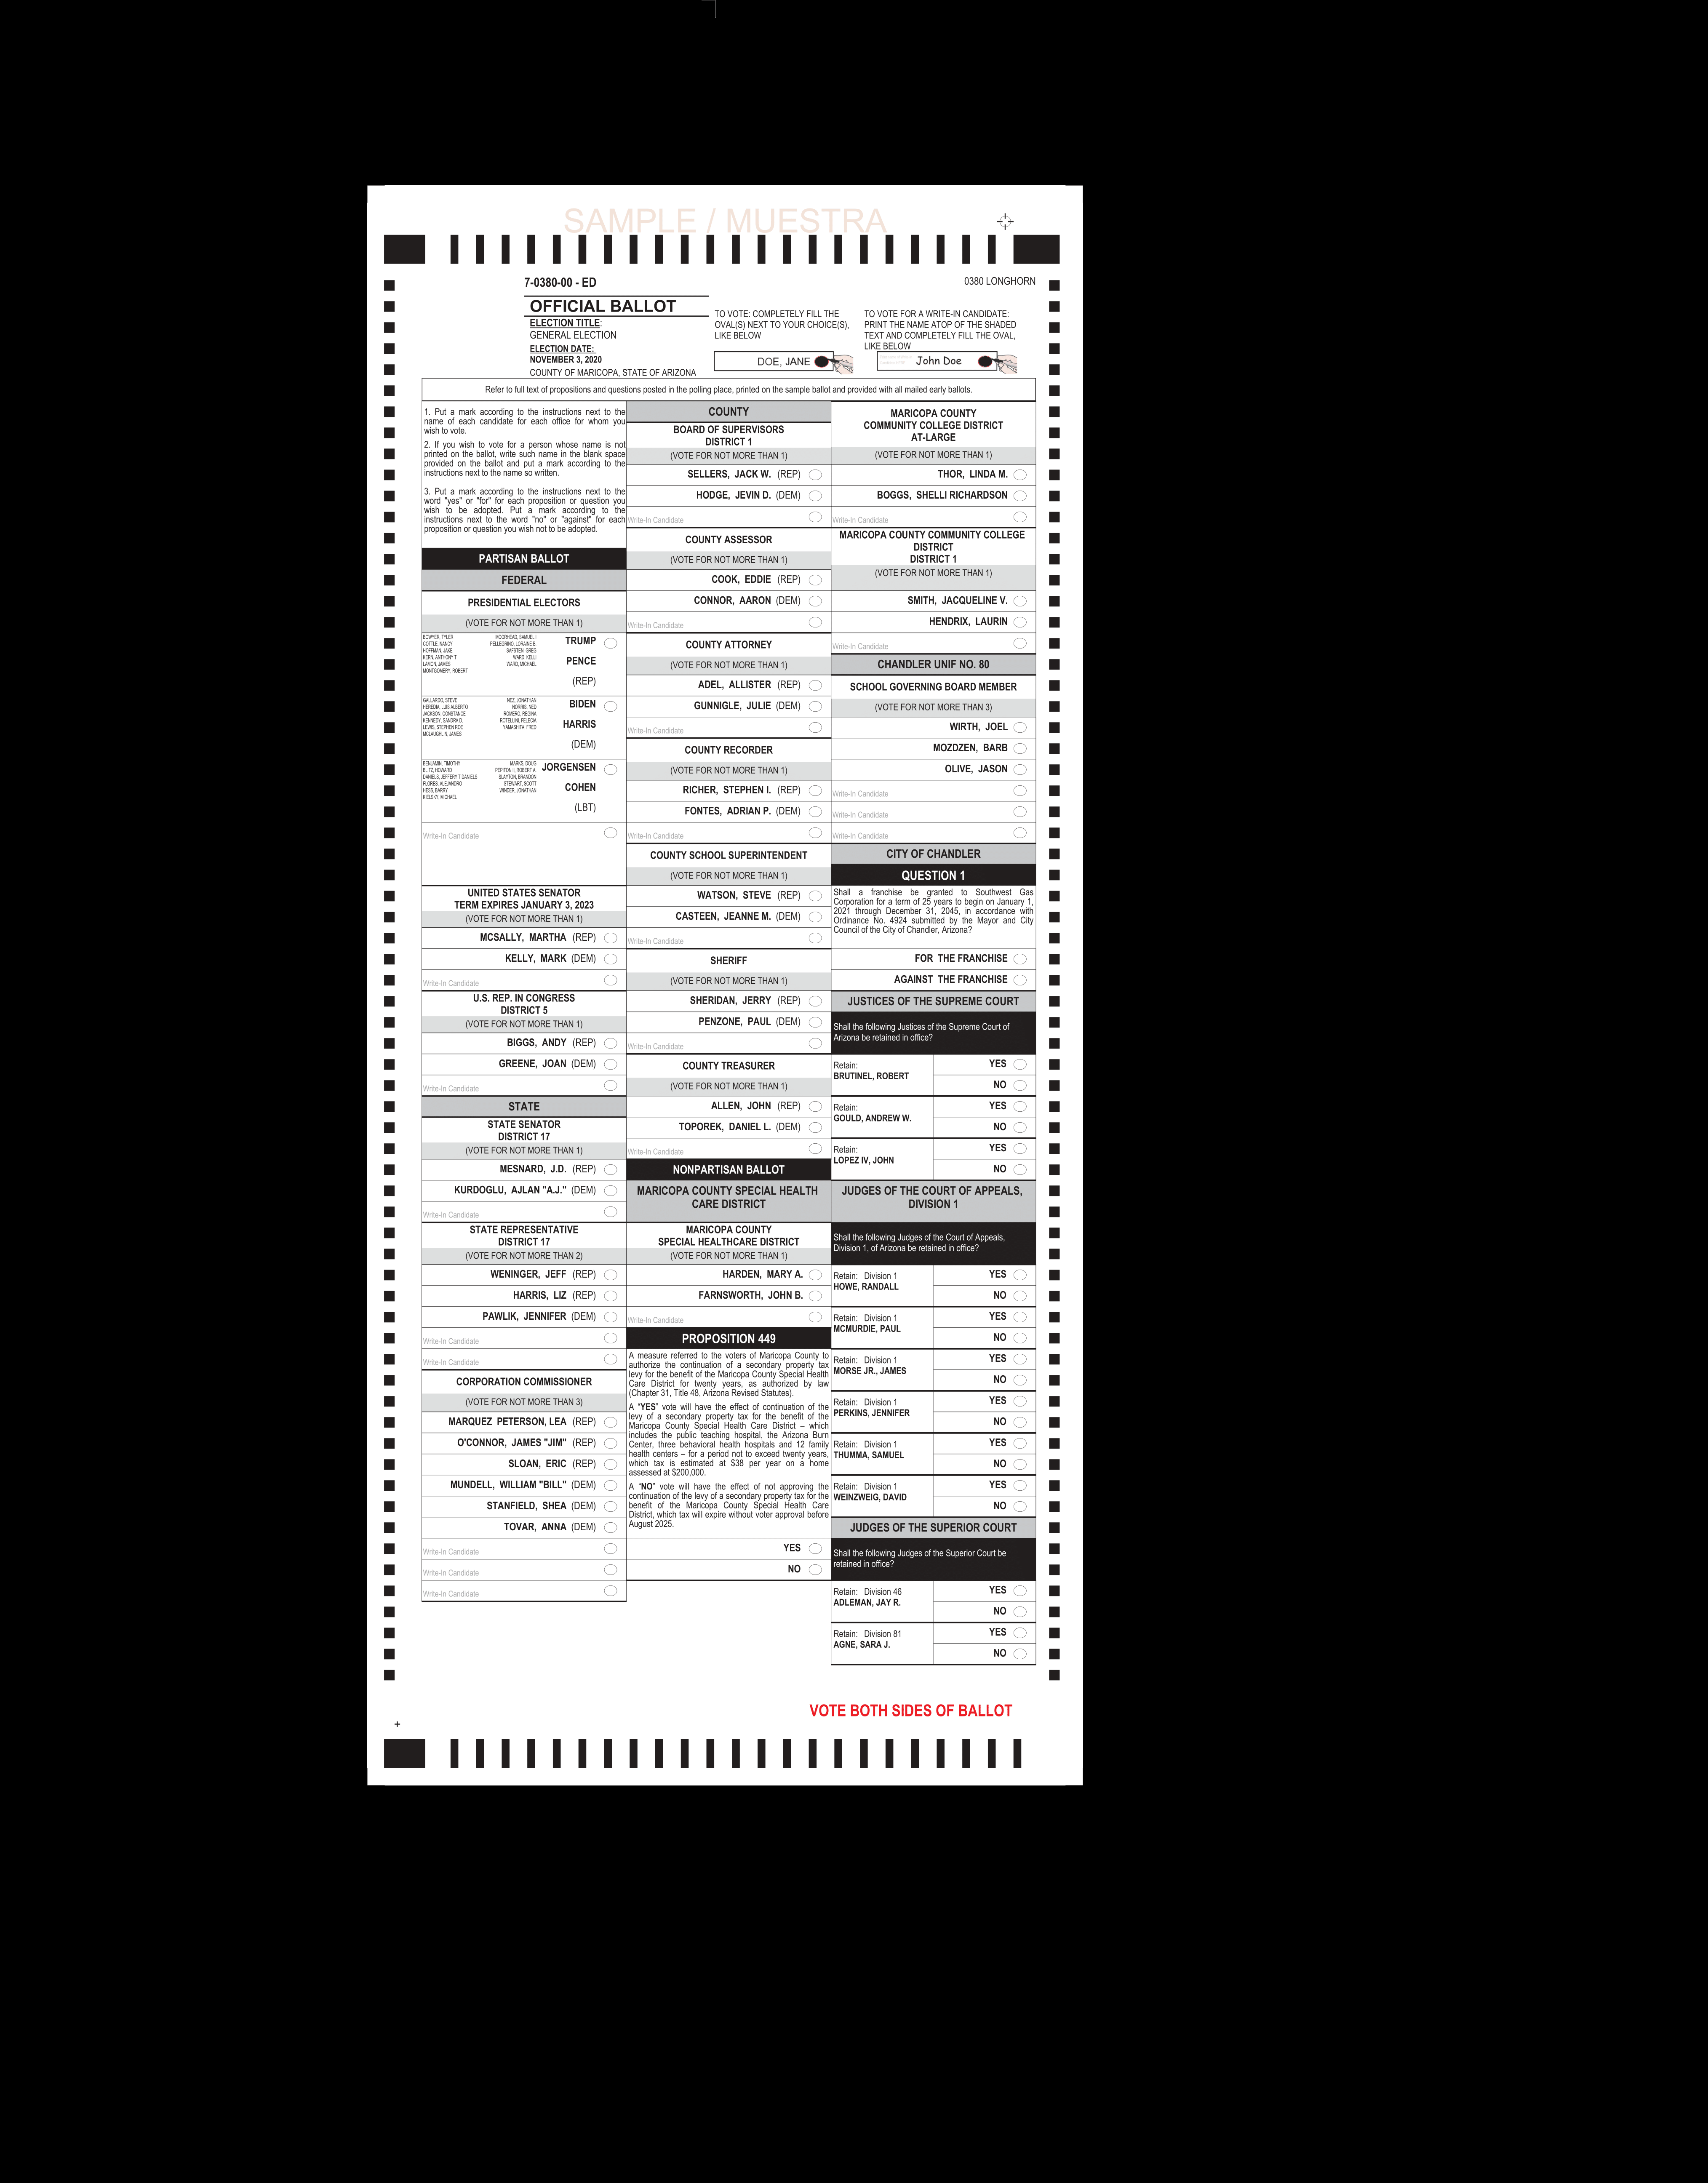 SAMPLE / MUESTRA
7-0380-00 - ED
0380 LONGHORN
OFFICIAL BALLOT
ELECTION TITLE:
GENERAL ELECTION
ELECTION DATE:
NOVEMBER 3, 2020
COUNTY OF MARICOPA, STATE OF ARIZONA
TO VOTE: COMPLETELY FILL THE
OVAL(S) NEXT TO YOUR CHOICE(S),
LIKE BELOW
DOE, JANE
TO VOTE FOR A WRITE-IN CANDIDATE:
PRINT THE NAME ATOP OF THE SHADED
TEXT AND COMPLETELY FILL THE OVAL,
LIKE BELOW
John Doe
Refer to full text of propositions and questions posted in the polling place, printed on the sample ballot and provided with all mailed early ballots.
1. Put a mark according to the instructions next to the
name of each candidate for each office for whom you
wish to vote.
2. If you wish to vote for a person whose name is not
printed on the ballot, write such name in the blank space
provided on the ballot and put a mark according to the
instructions next to the name so written.
3. Put a mark according to the instructions next to the
word "yes" or "for" for each proposition or question you
wish to be adopted. Put a mark according to the
instructions next to the word "no" or "against" for each
proposition or question you wish not to be adopted.
PARTISAN BALLOT
FEDERAL
PRESIDENTIAL ELECTORS
(VOTE FOR NOT MORE THAN 1)
BOWYER, TYLER MOORHEAD, SAMUEL I
COTTLE, NANCY PELLEGRINO, LORAINE B.
HOFFMAN, JAKE SAFSTEN, GREG
KERN, ANTHONY T WARD, KELLI
LAMON, JAMES WARD, MICHAEL
MONTGOMERY, ROBERT
TRUMP
PENCE
(REP)
GALLARDO, STEVE NEZ, JONATHAN
HEREDIA, LUIS ALBERTO NORRIS, NED
JACKSON, CONSTANCE ROMERO, REGINA
KENNEDY, SANDRA D. ROTELLINI, FELECIA
LEWIS, STEPHEN ROE YAMASHITA, FRED
MCLAUGHLIN, JAMES
BIDEN
HARRIS
(DEM)
BENJAMIN, TIMOTHY MARKS, DOUG
BLITZ, HOWARD PEPITON II, ROBERT A.
DANIELS, JEFFERY T DANIELS SLAYTON, BRANDON
FLORES, ALEJANDRO STEWART, SCOTT
HESS, BARRY WINDER, JONATHAN
KIELSKY, MICHAEL
JORGENSEN
COHEN
(LBT)
Write-In Candidate
UNITED STATES SENATOR
TERM EXPIRES JANUARY 3, 2023
(VOTE FOR NOT MORE THAN 1)
MCSALLY, MARTHA (REP)
KELLY, MARK (DEM)
Write-In Candidate
U.S. REP. IN CONGRESS
DISTRICT 5
(VOTE FOR NOT MORE THAN 1)
BIGGS, ANDY (REP)
GREENE, JOAN (DEM)
Write-In Candidate
STATE
STATE SENATOR
DISTRICT 17
(VOTE FOR NOT MORE THAN 1)
MESNARD, J.D. (REP)
KURDOGLU, AJLAN "A.J." (DEM)
Write-In Candidate
STATE REPRESENTATIVE
DISTRICT 17
(VOTE FOR NOT MORE THAN 2)
WENINGER, JEFF (REP)
HARRIS, LIZ (REP)
PAWLIK, JENNIFER (DEM)
Write-In Candidate
Write-In Candidate
CORPORATION COMMISSIONER
(VOTE FOR NOT MORE THAN 3)
MARQUEZ PETERSON, LEA (REP)
O'CONNOR, JAMES "JIM" (REP)
SLOAN, ERIC (REP)
MUNDELL, WILLIAM "BILL" (DEM)
STANFIELD, SHEA (DEM)
TOVAR, ANNA (DEM)
Write-In Candidate
Write-In Candidate
Write-In Candidate
COUNTY
BOARD OF SUPERVISORS
DISTRICT 1
(VOTE FOR NOT MORE THAN 1)
SELLERS, JACK W. (REP)
HODGE, JEVIN D. (DEM)
Write-In Candidate
COUNTY ASSESSOR
(VOTE FOR NOT MORE THAN 1)
COOK, EDDIE (REP)
CONNOR, AARON (DEM)
Write-In Candidate
COUNTY ATTORNEY
(VOTE FOR NOT MORE THAN 1)
ADEL, ALLISTER (REP)
GUNNIGLE, JULIE (DEM)
Write-In Candidate
COUNTY RECORDER
(VOTE FOR NOT MORE THAN 1)
RICHER, STEPHEN I. (REP)
FONTES, ADRIAN P. (DEM)
Write-In Candidate
COUNTY SCHOOL SUPERINTENDENT
(VOTE FOR NOT MORE THAN 1)
WATSON, STEVE (REP)
CASTEEN, JEANNE M. (DEM)
Write-In Candidate
SHERIFF
(VOTE FOR NOT MORE THAN 1)
SHERIDAN, JERRY (REP)
PENZONE, PAUL (DEM)
Write-In Candidate
COUNTY TREASURER
(VOTE FOR NOT MORE THAN 1)
ALLEN, JOHN (REP)
TOPOREK, DANIEL L. (DEM)
Write-In Candidate
NONPARTISAN BALLOT
MARICOPA COUNTY SPECIAL HEALTH
CARE DISTRICT
MARICOPA COUNTY
SPECIAL HEALTHCARE DISTRICT
(VOTE FOR NOT MORE THAN 1)
HARDEN, MARY A.
FARNSWORTH, JOHN B.
Write-In Candidate
PROPOSITION 449
A measure referred to the voters of Maricopa County to
authorize the continuation of a secondary property tax
levy for the benefit of the Maricopa County Special Health
Care District for twenty years, as authorized by law
(Chapter 31, Title 48, Arizona Revised Statutes).
A “YES” vote will have the effect of continuation of the
levy of a secondary property tax for the benefit of the
Maricopa County Special Health Care District – which
includes the public teaching hospital, the Arizona Burn
Center, three behavioral health hospitals and 12 family
health centers – for a period not to exceed twenty years,
which tax is estimated at $38 per year on a home
assessed at $200,000.
A “NO” vote will have the effect of not approving the
continuation of the levy of a secondary property tax for the
benefit of the Maricopa County Special Health Care
District, which tax will expire without voter approval before
August 2025.
YES
NO
MARICOPA COUNTY
COMMUNITY COLLEGE DISTRICT
AT-LARGE
(VOTE FOR NOT MORE THAN 1)
THOR, LINDA M.
BOGGS, SHELLI RICHARDSON
Write-In Candidate
MARICOPA COUNTY COMMUNITY COLLEGE
DISTRICT
DISTRICT 1
(VOTE FOR NOT MORE THAN 1)
SMITH, JACQUELINE V.
HENDRIX, LAURIN
Write-In Candidate
CHANDLER UNIF NO. 80
SCHOOL GOVERNING BOARD MEMBER
(VOTE FOR NOT MORE THAN 3)
WIRTH, JOEL
MOZDZEN, BARB
OLIVE, JASON
Write-In Candidate
Write-In Candidate
Write-In Candidate
CITY OF CHANDLER
QUESTION 1
Shall a franchise be granted to Southwest Gas
Corporation for a term of 25 years to begin on January 1,
2021 through December 31, 2045, in accordance with
Ordinance No. 4924 submitted by the Mayor and City
Council of the City of Chandler, Arizona?
FOR THE FRANCHISE
AGAINST THE FRANCHISE
JUSTICES OF THE SUPREME COURT
Shall the following Justices of the Supreme Court of
Arizona be retained in office?
Retain:
BRUTINEL, ROBERT
YES
NO
Retain:
GOULD, ANDREW W.
YES
NO
Retain:
LOPEZ IV, JOHN
YES
NO
JUDGES OF THE COURT OF APPEALS,
DIVISION 1
Shall the following Judges of the Court of Appeals,
Division 1, of Arizona be retained in office?
Retain: Division 1
HOWE, RANDALL
YES
NO
Retain: Division 1
MCMURDIE, PAUL
YES
NO
Retain: Division 1
MORSE JR., JAMES
YES
NO
Retain: Division 1
PERKINS, JENNIFER
YES
NO
Retain: Division 1
THUMMA, SAMUEL
YES
NO
Retain: Division 1
WEINZWEIG, DAVID
YES
NO
JUDGES OF THE SUPERIOR COURT
Shall the following Judges of the Superior Court be
retained in office?
Retain: Division 46
ADLEMAN, JAY R.
YES
NO
Retain: Division 81
AGNE, SARA J.
YES
NO
VOTE BOTH SIDES OF BALLOT